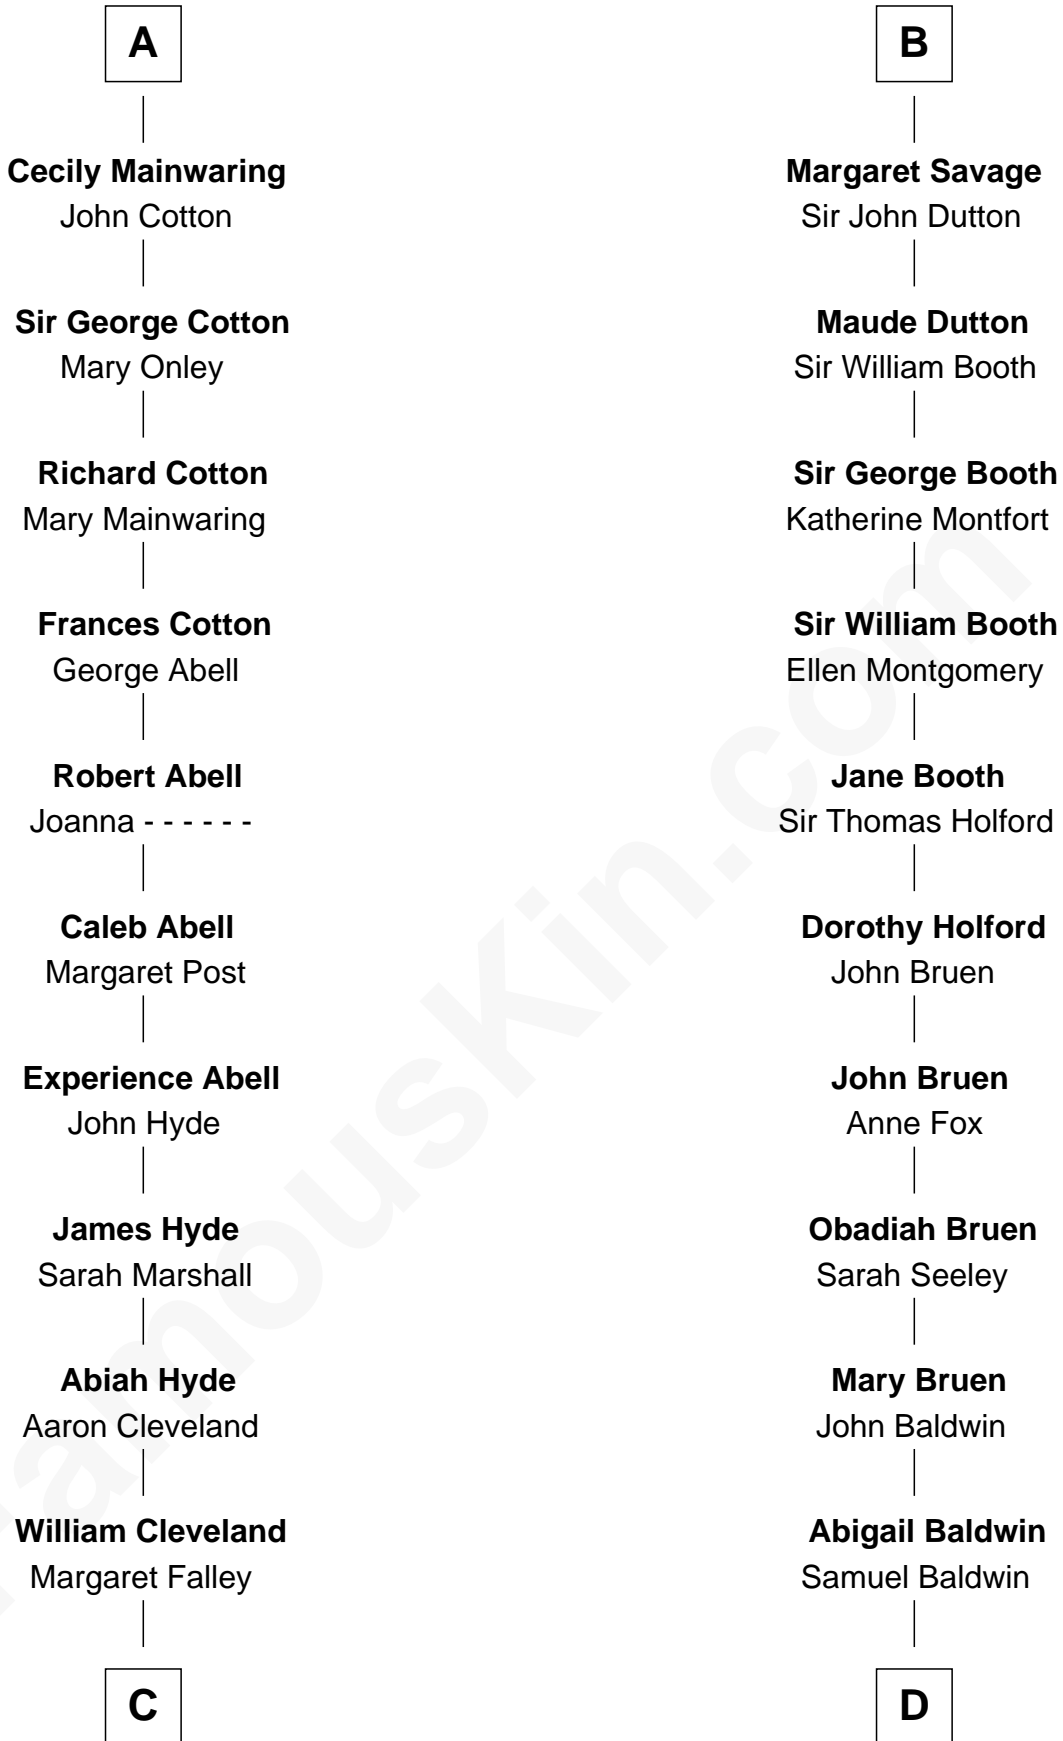 A
Cecily Mainwaring
John Cotton
Sir George Cotton
Mary Onley
Richard Cotton
Mary Mainwaring
Frances Cotton
George Abell
Robert Abell
Joanna - - - - - -
Caleb Abell
Margaret Post
Experience Abell
John Hyde
James Hyde
Sarah Marshall
Abiah Hyde
Aaron Cleveland
William Cleveland
Margaret Falley
C
B
Margaret Savage
Sir John Dutton
Maude Dutton
Sir William Booth
Sir George Booth
Katherine Montfort
Sir William Booth
Ellen Montgomery
Jane Booth
Sir Thomas Holford
Dorothy Holford
John Bruen
John Bruen
Anne Fox
Obadiah Bruen
Sarah Seeley
Mary Bruen
John Baldwin
Abigail Baldwin
Samuel Baldwin
D
FamousKin.com